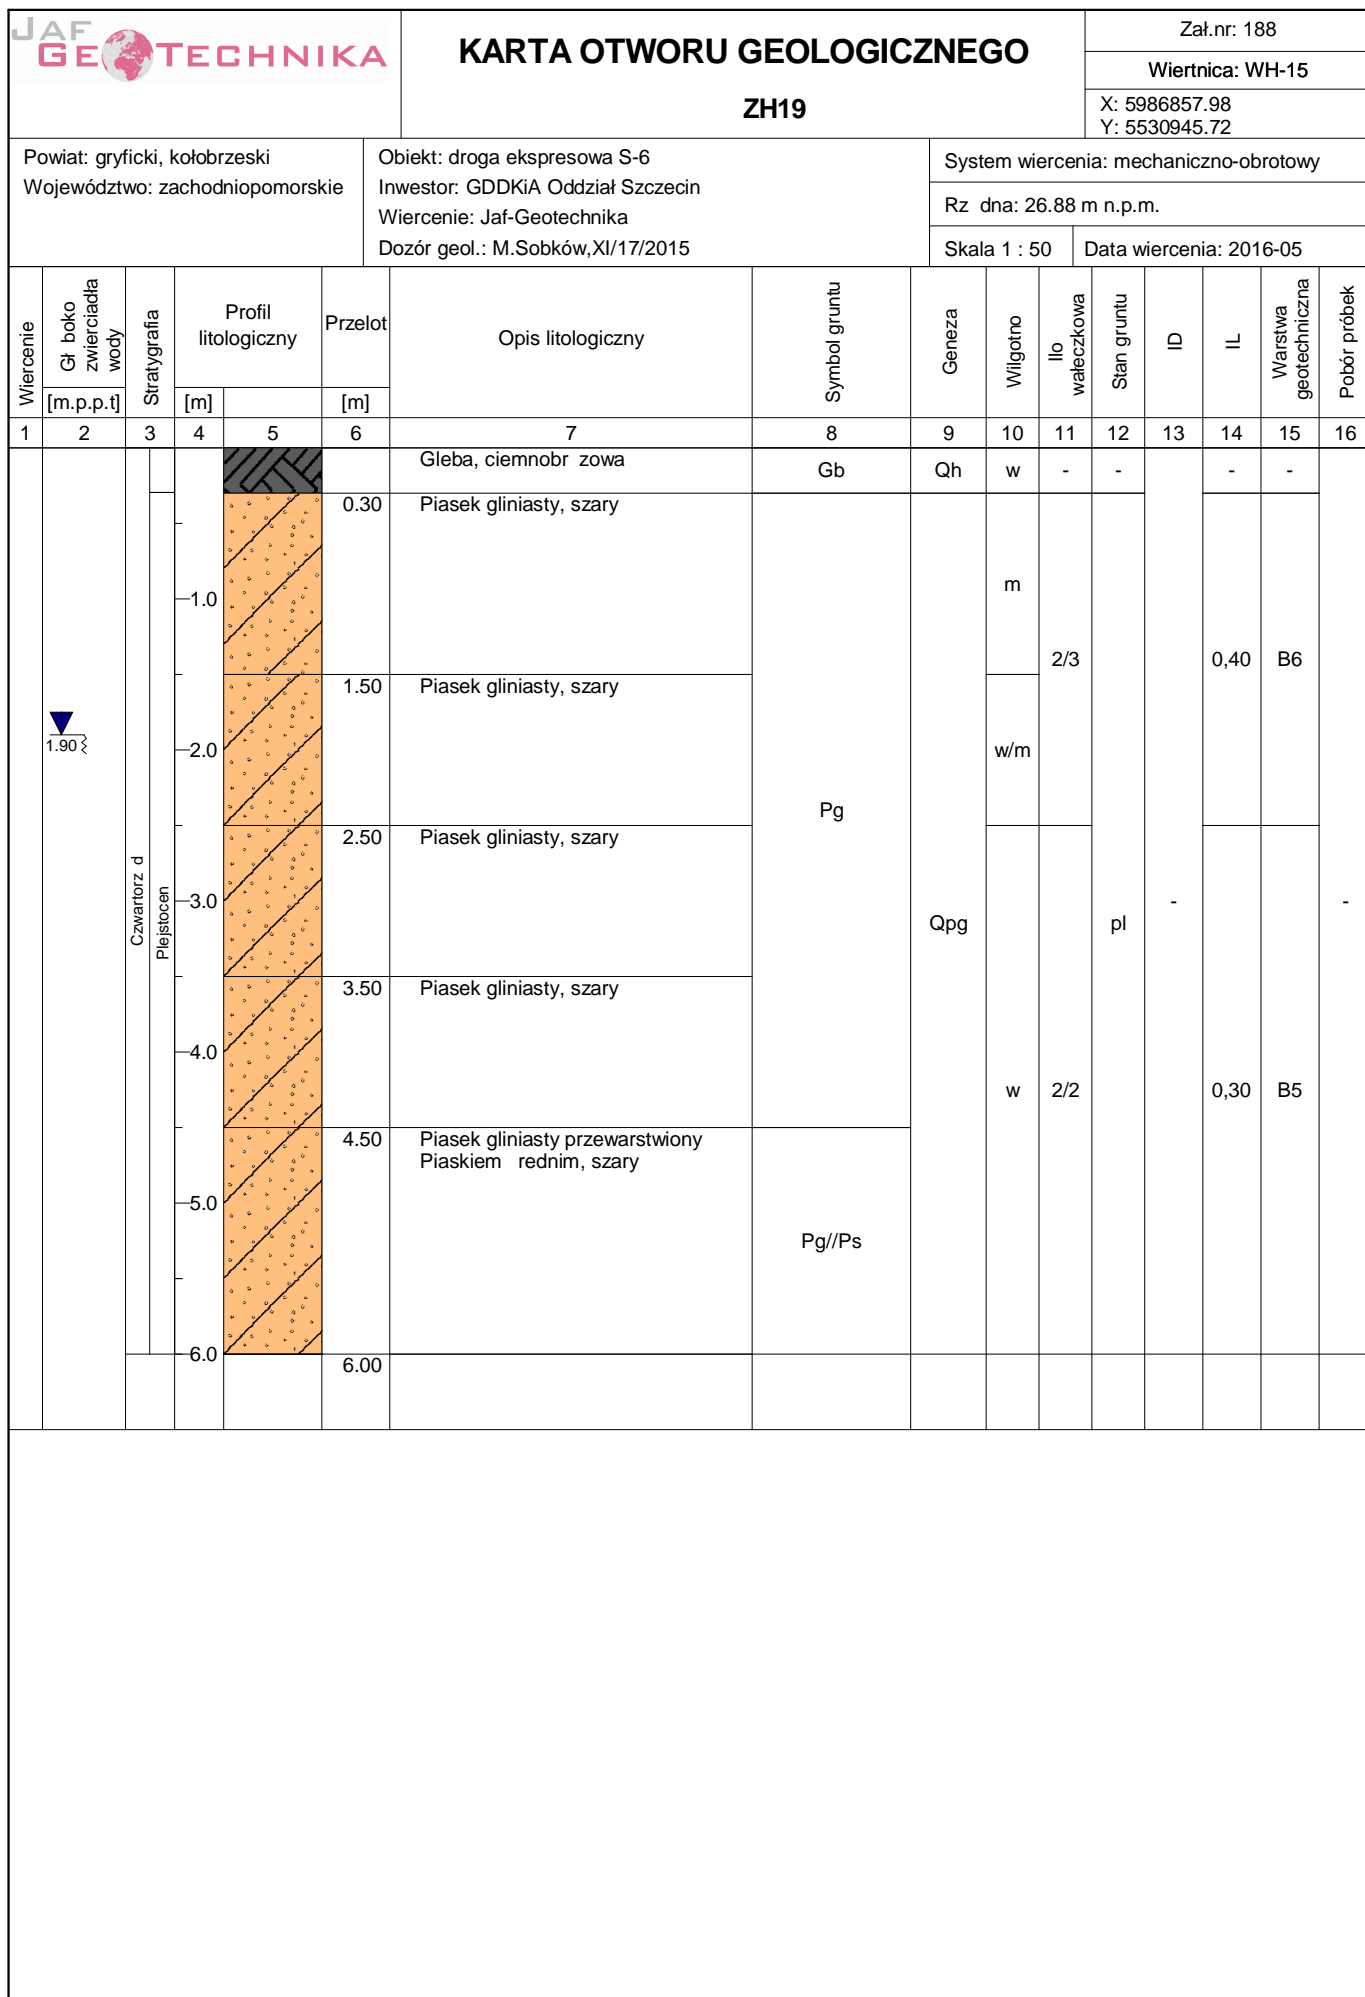 JAF
GEOTECHNIKA
KARTA OTWORU GEOLOGICZNEGO
ZH19
Zał.nr: 188
Wiertnica: WH-15
X: 5986857.98
Y: 5530945.72
Powiat: gryficki, kołobrzeski
Województwo: zachodniopomorskie
Obiekt: droga ekspresowa S-6
Inwestor: GDDKiA Oddział Szczecin
Wiercenie: Jaf-Geotechnika
Dozór geol.: M.Sobków,XI/17/2015
System wiercenia: mechaniczno-obrotowy
Rz dna: 26.88 m n.p.m.
Skala 1 : 50
Data wiercenia: 2016-05
Wiercenie
Gł boko
zwierciadła
wody
[m.p.p.t]
Stratygrafia
Profil
litologiczny
[m]
Przelot
[m]
Opis litologiczny
Symbol gruntu
Geneza
Wilgotno
Ilo
wałeczkowa
Stan gruntu
ID
IL
Warstwa
geotechniczna
Pobór próbek
1 2 3 4 5 6 7 8 9 10 11 12 13 14 15 16
Gleba, ciemnobr zowa
Gb Qh w - - - -
0.30 Piasek gliniasty, szary
1.0
m
2/3 0,40 B6
1.50 Piasek gliniasty, szary
1.90
2.0
w/m
Pg
2.50 Piasek gliniasty, szary
Czwartorz d
Plejstocen
3.0
Qpg
pl
-
-
3.50 Piasek gliniasty, szary
4.0
w 2/2 0,30 B5
4.50 Piasek gliniasty przewarstwiony
Piaskiem rednim, szary
5.0
Pg//Ps
6.0
6.00